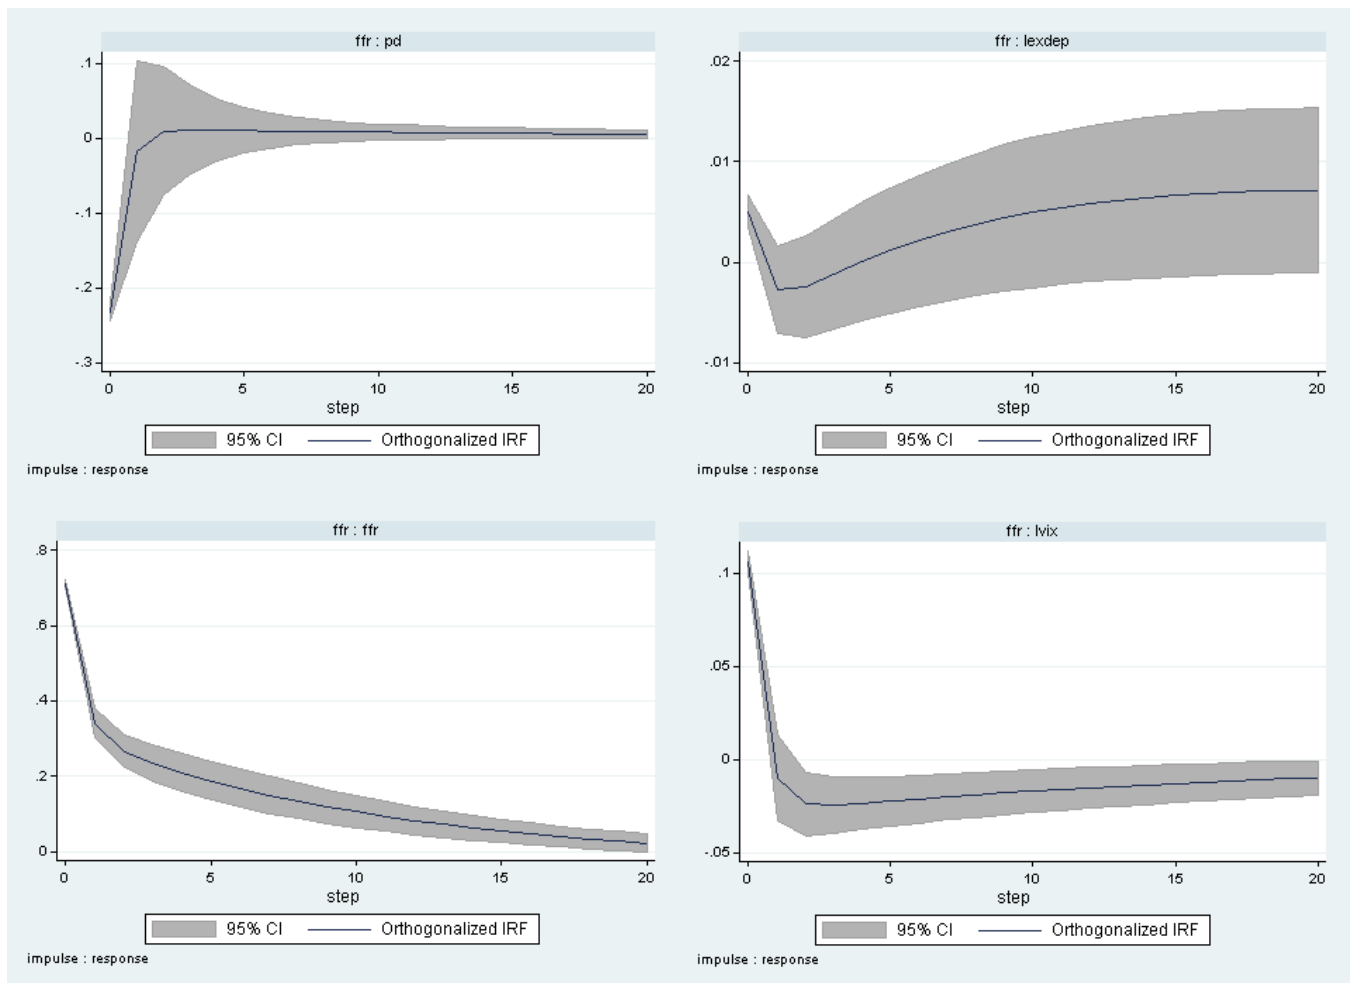 ffr : pd
.1
0
-.1
-.2
-.3
0 5 10 15 20
step
95% CI Orthogonalized IRF
impulse : response
ffr : lexdep
.02
.01
0
-.01
0 5 10 15 20
step
95% CI Orthogonalized IRF
impulse : response
ffr : ffr
.8
.6
.4
.2
0
0 5 10 15 20
step
95% CI Orthogonalized IRF
impulse : response
ffr : lvix
.1
.05
0
-.05
0 5 10 15 20
step
95% CI Orthogonalized IRF
impulse : response